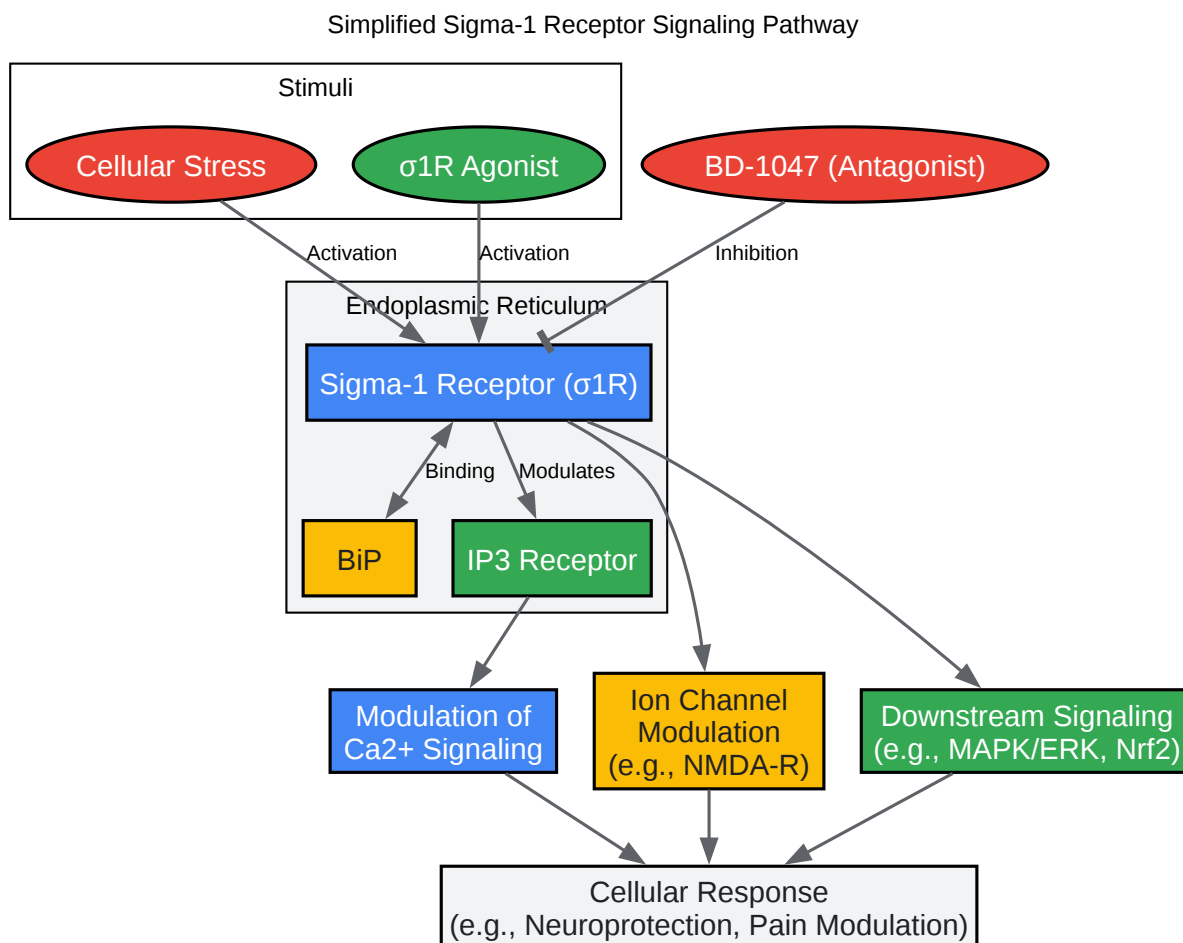 Simplified Sigma-1 Receptor Signaling Pathway
Stimuli
Cellular Stress
σ1R Agonist
BD-1047 (Antagonist)
Activation
Activation
Inhibition
Endoplasmic Reticulum
Sigma-1 Receptor (σ1R)
Binding
Modulates
BiP
IP3 Receptor
Modulation of
Ca2+ Signaling
Ion Channel
Modulation
(e.g., NMDA-R)
Downstream Signaling
(e.g., MAPK/ERK, Nrf2)
Cellular Response
(e.g., Neuroprotection, Pain Modulation)